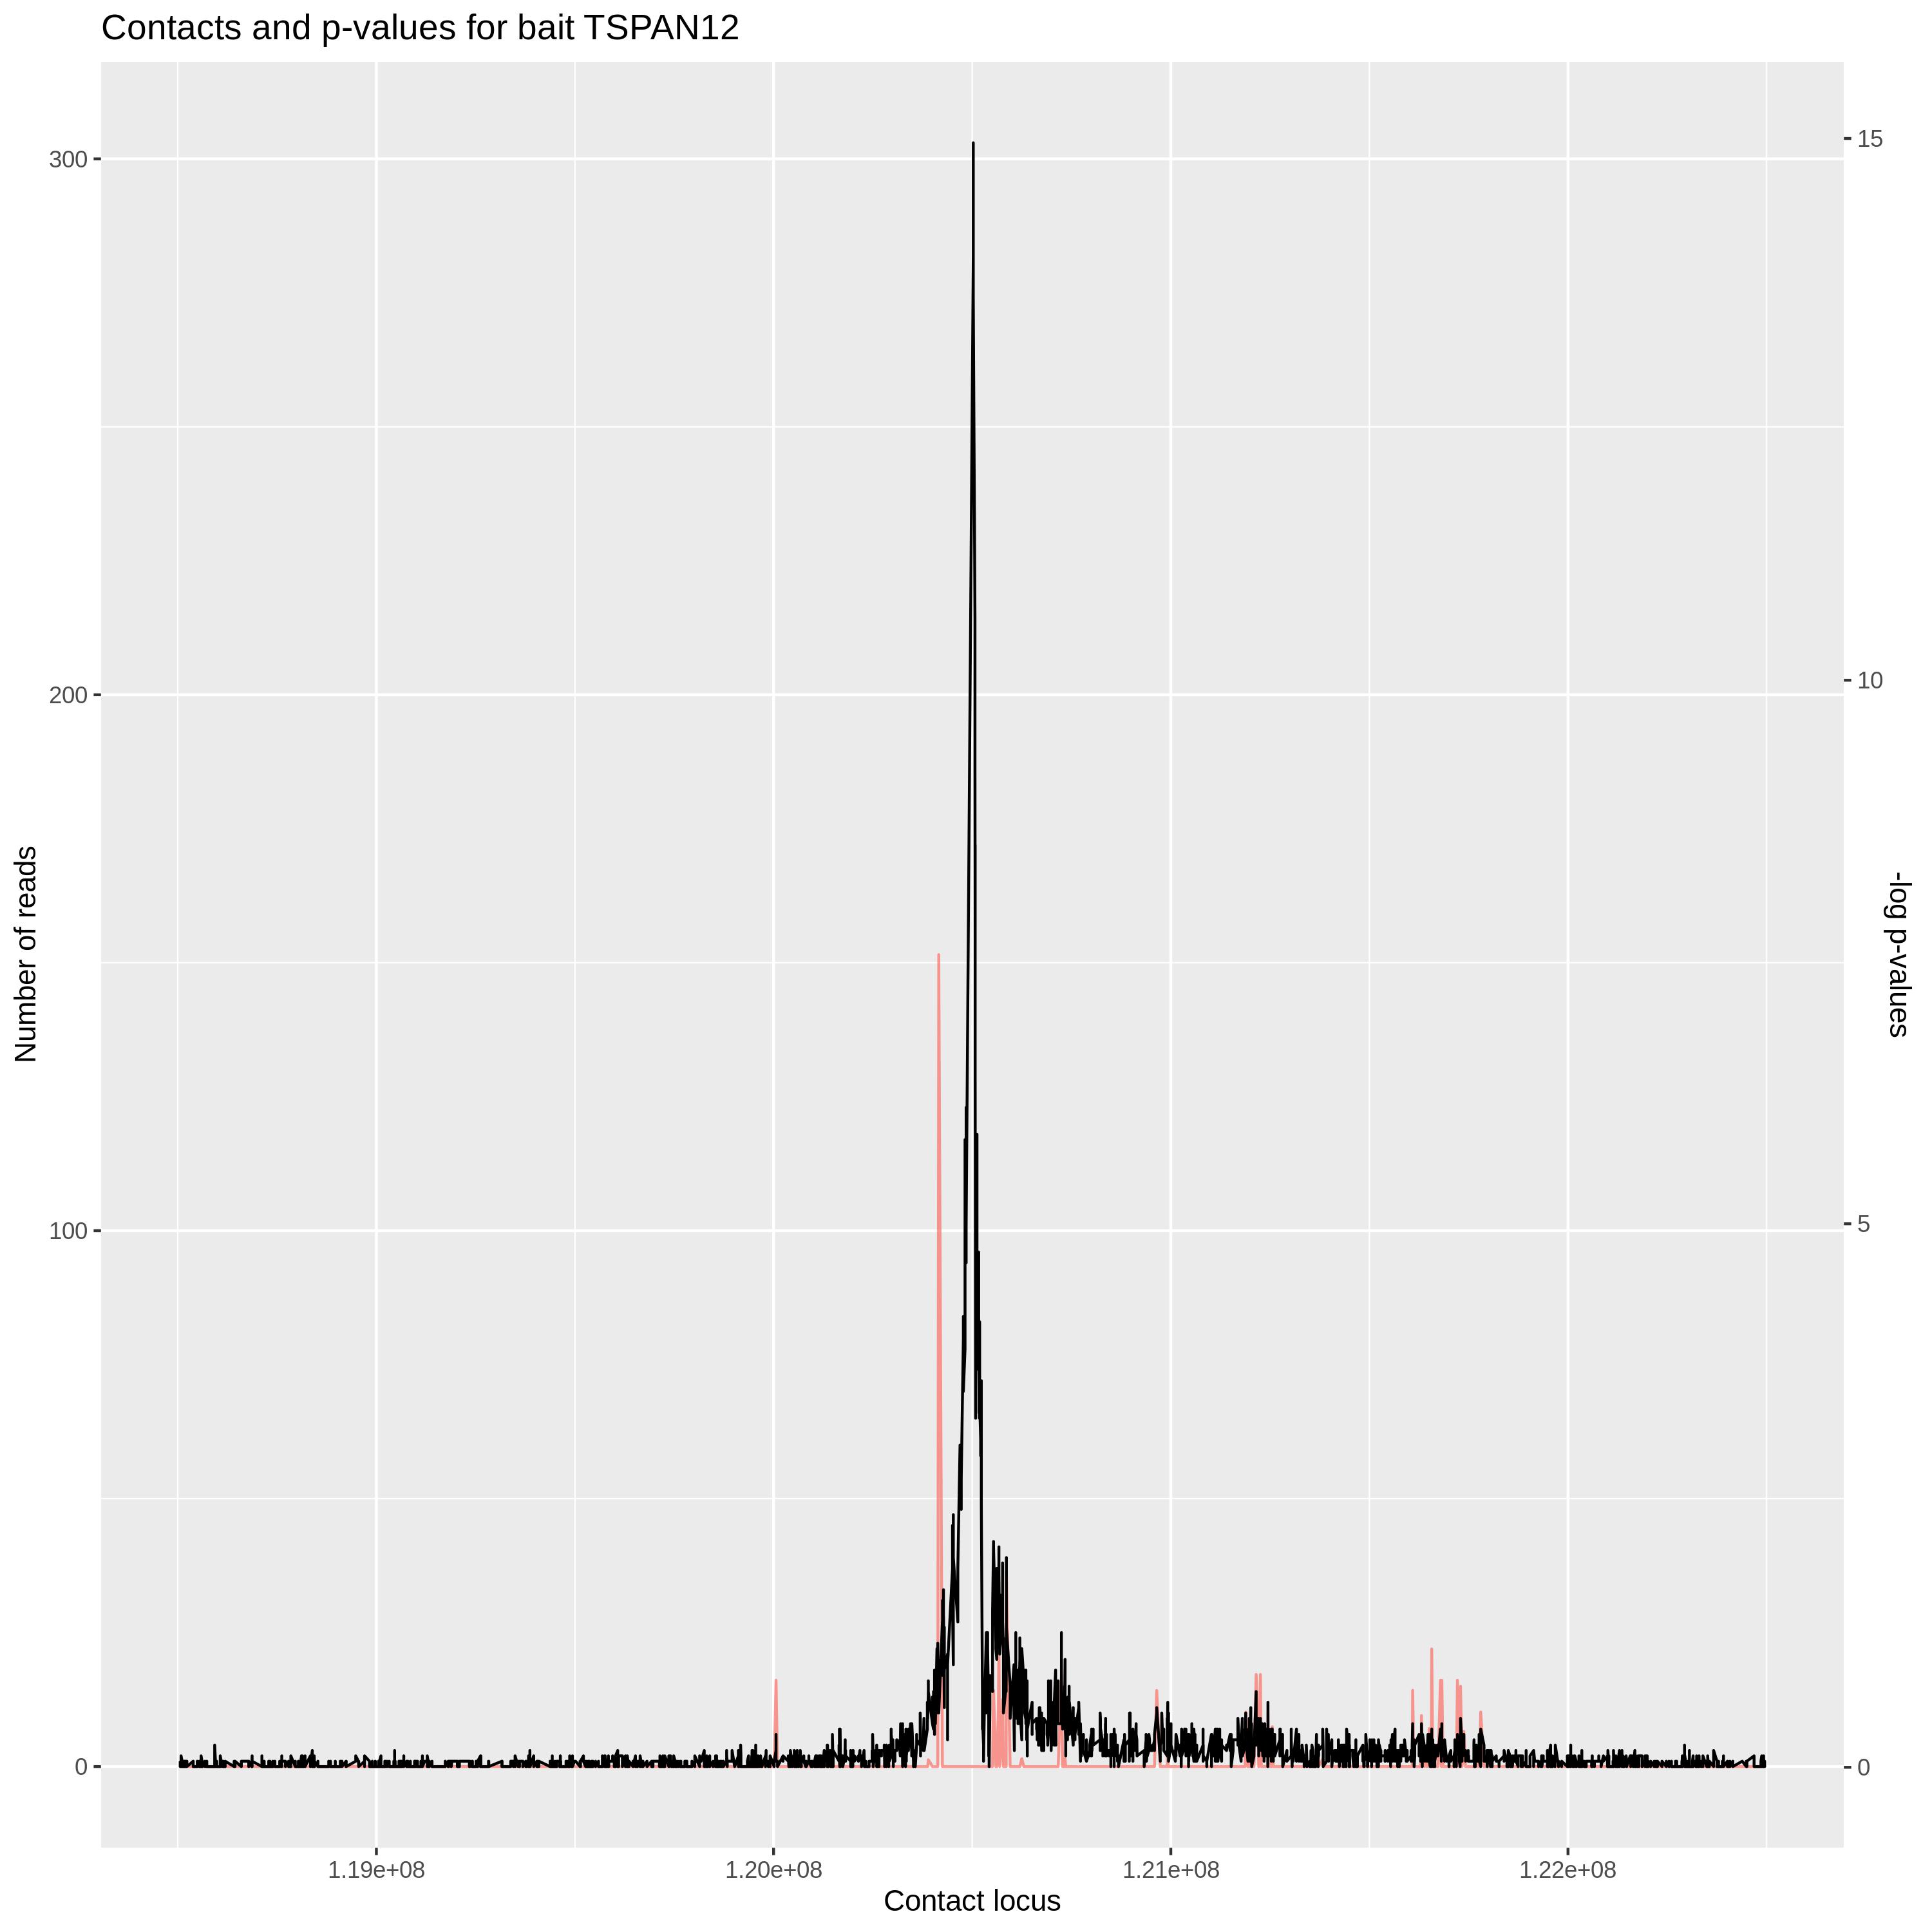 Contacts and p-values for bait TSPAN12
300
200
100
0
Number of reads
15
10
5
0
-log p-values
1.19e+08
1.20e+08
1.21e+08
1.22e+08
Contact locus